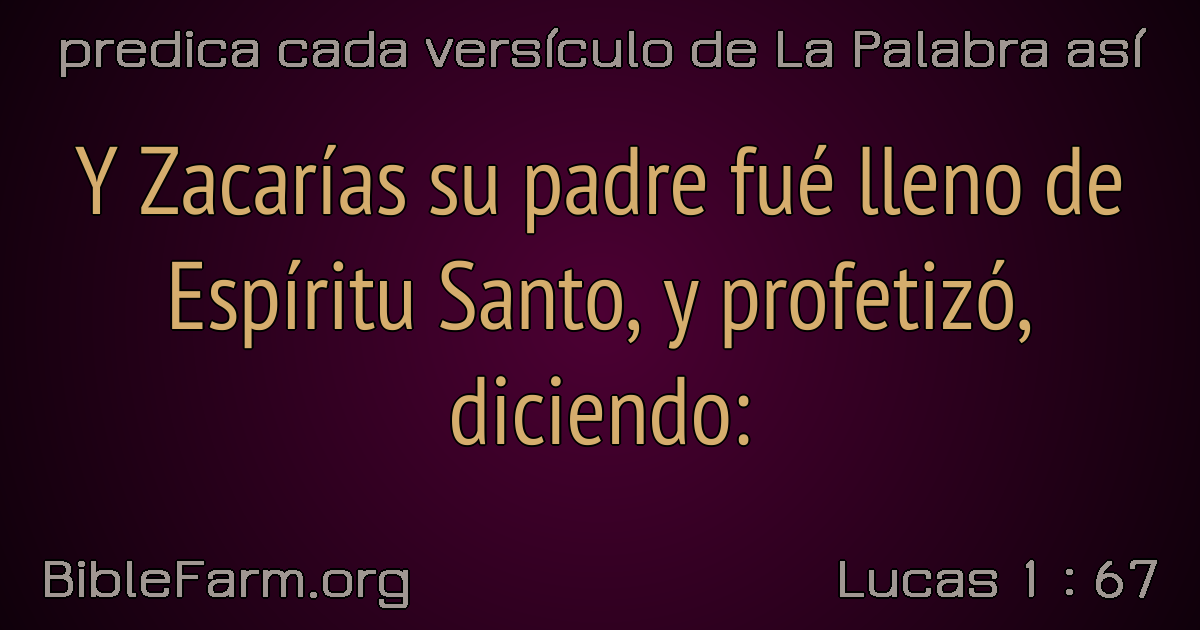 predica cada versículo de La Palabra así
Y Zacarías su padre fué lleno de
Espíritu Santo, y profetizó,
diciendo:
BibleFarm.org
Lucas 1 : 67